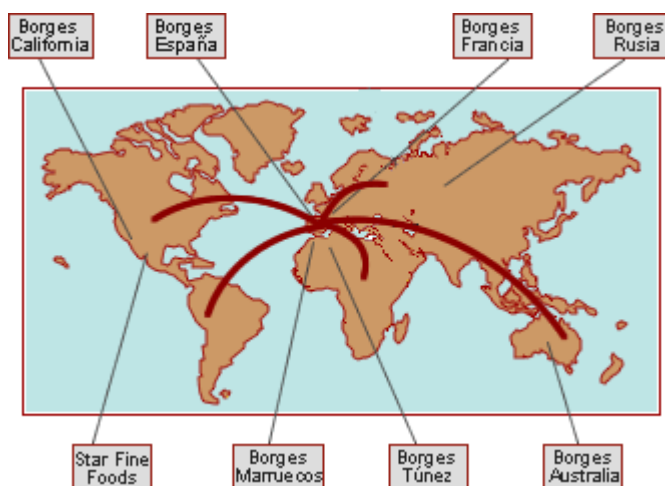 Borges
California
Borges
España
Borges
Francia
Borges
Rusia
Star Fine
Foods
Borges
Marruecos
Borges
Túnez
Borges
Australia